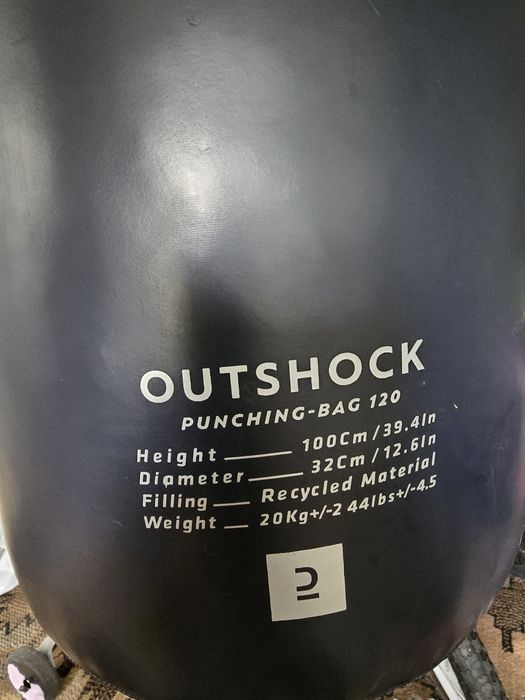 OUTSHOCK
PUNCHING-BAG 120
Height 100Cm/39.4In
Diameter 32Cm/12.6In
Filling Recycled Material
Weight 20Kg+/-2 44lbs+/-4.5